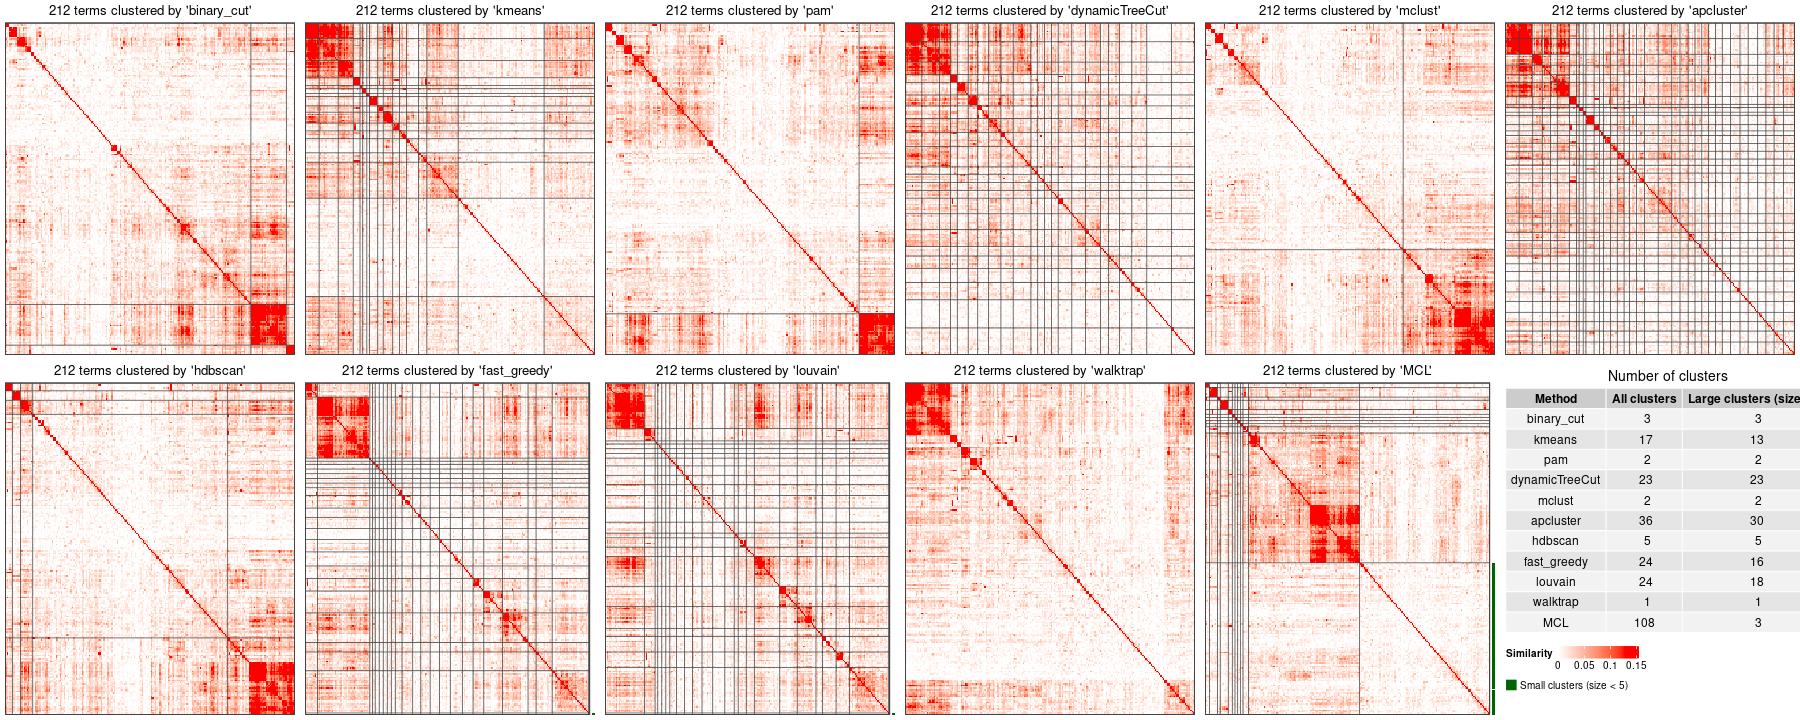 212 terms clustered by 'binary_cut'
212 terms clustered by 'kmeans'
212 terms clustered by 'pam'
212 terms clustered by 'dynamicTreeCut'
212 terms clustered by 'mclust'
212 terms clustered by 'apcluster'
212 terms clustered by 'hdbscan'
212 terms clustered by 'fast_greedy'
212 terms clustered by 'louvain'
212 terms clustered by 'walktrap'
212 terms clustered by 'MCL'
Number of clusters
Method All clusters Large clusters (size
binary_cut 3 3
kmeans 17 13
pam 2 2
dynamicTreeCut 23 23
mclust 2 2
apcluster 36 30
hdbscan 5 5
fast_greedy 24 16
louvain 24 18
walktrap 1 1
MCL 108 3
Similarity
0 0.05 0.1 0.15
Small clusters (size < 5)